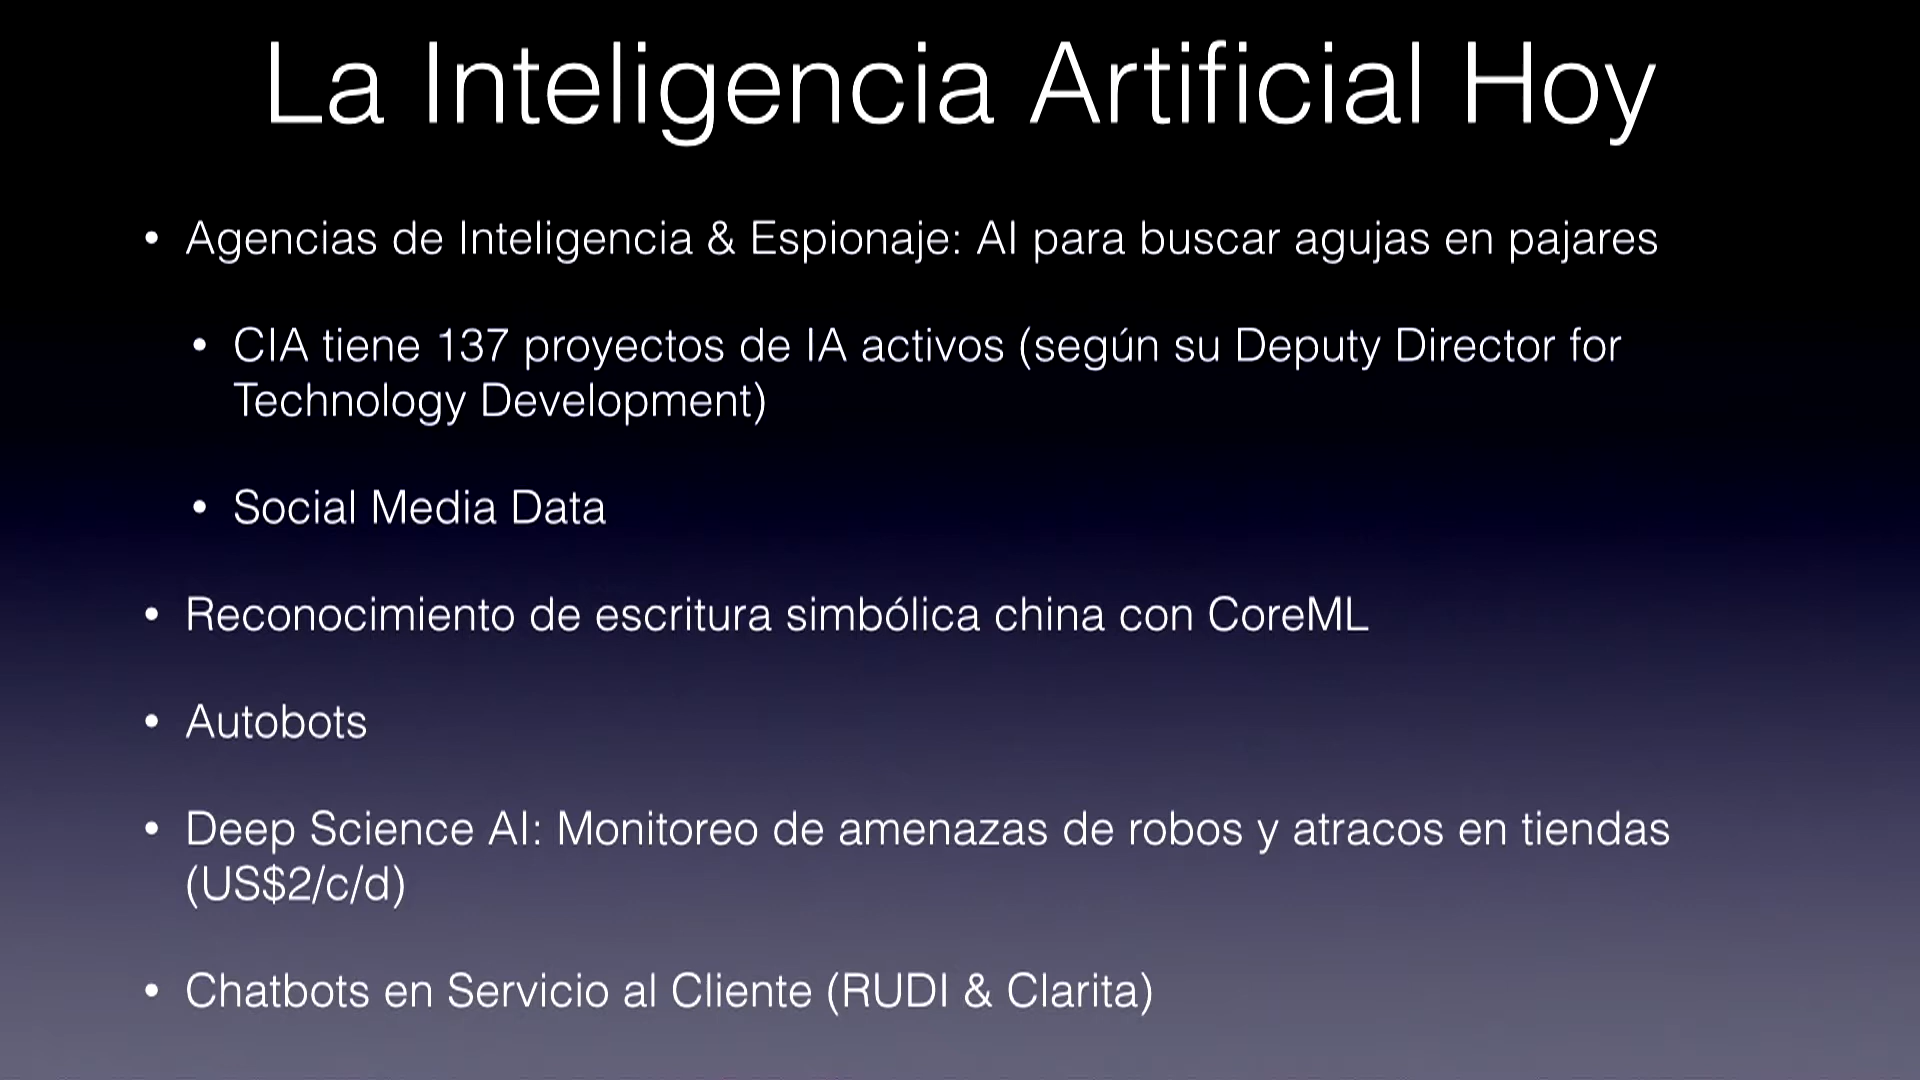 La Inteligencia Artificial Hoy
• Agencias de Inteligencia & Espionaje: AI para buscar agujas en pajares
• CIA tiene 137 proyectos de IA activos (según su Deputy Director for
Technology Development)
• Social Media Data
• Reconocimiento de escritura simbólica china con CoreML
• Autobots
• Deep Science AI: Monitoreo de amenazas de robos y atracos en tiendas
(US$2/c/d)
• Chatbots en Servicio al Cliente (RUDI & Clarita)